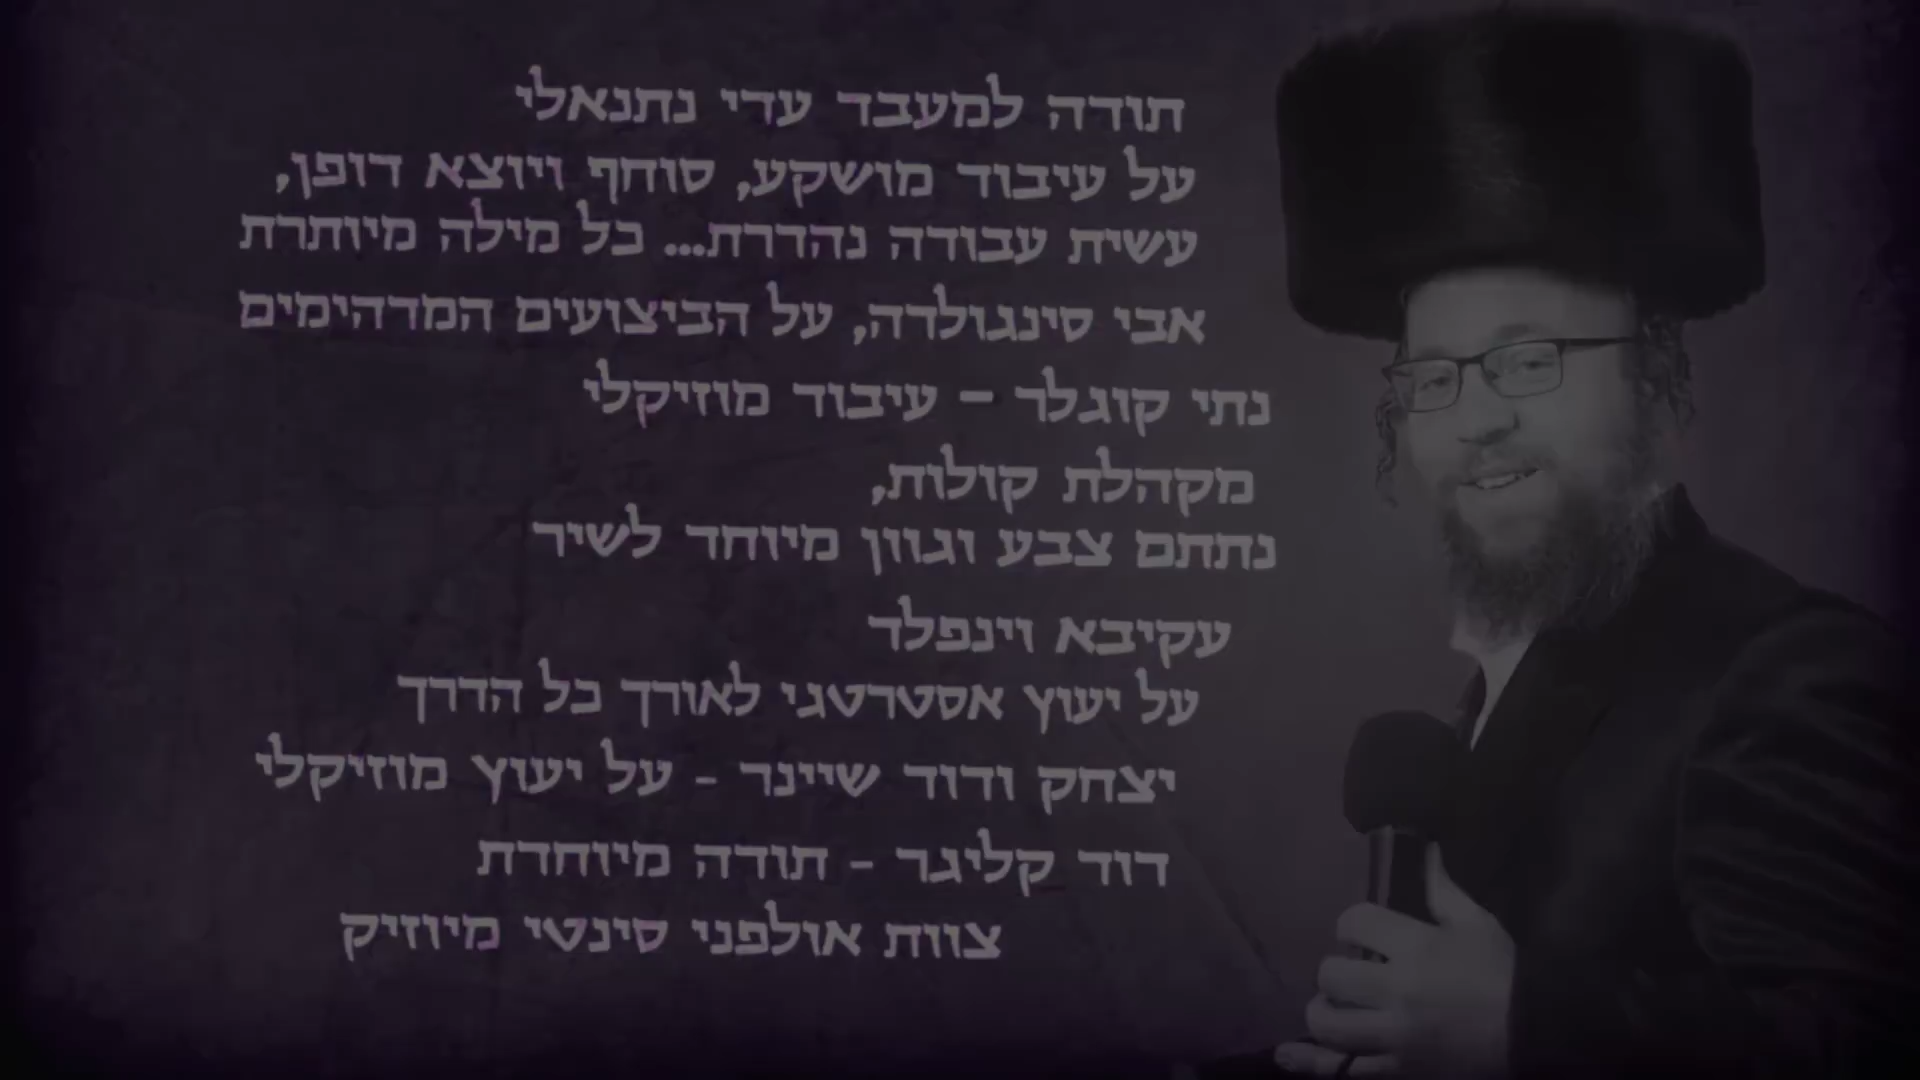 תודה למעבד עדי נתנאלי
על עיבוד מושקע, סוחף ויוצא דופן,
עשית עבודה נהדרת... כל מילה מיותרת
אבי סינגולדה, על הביצועים המדהימים
נתי קוגלר – עיבוד מוזיקלי
מקהלת קולות,
נתתם צבע וגוון מיוחד לשיר
עקיבא וינפלד
על יעוץ אסטרטגי לאורך כל הדרך
יצחק ודוד שיינר - על יעוץ מוזיקלי
דוד קליגר - תודה מיוחדת
צוות אולפני סינטי מיוזיק